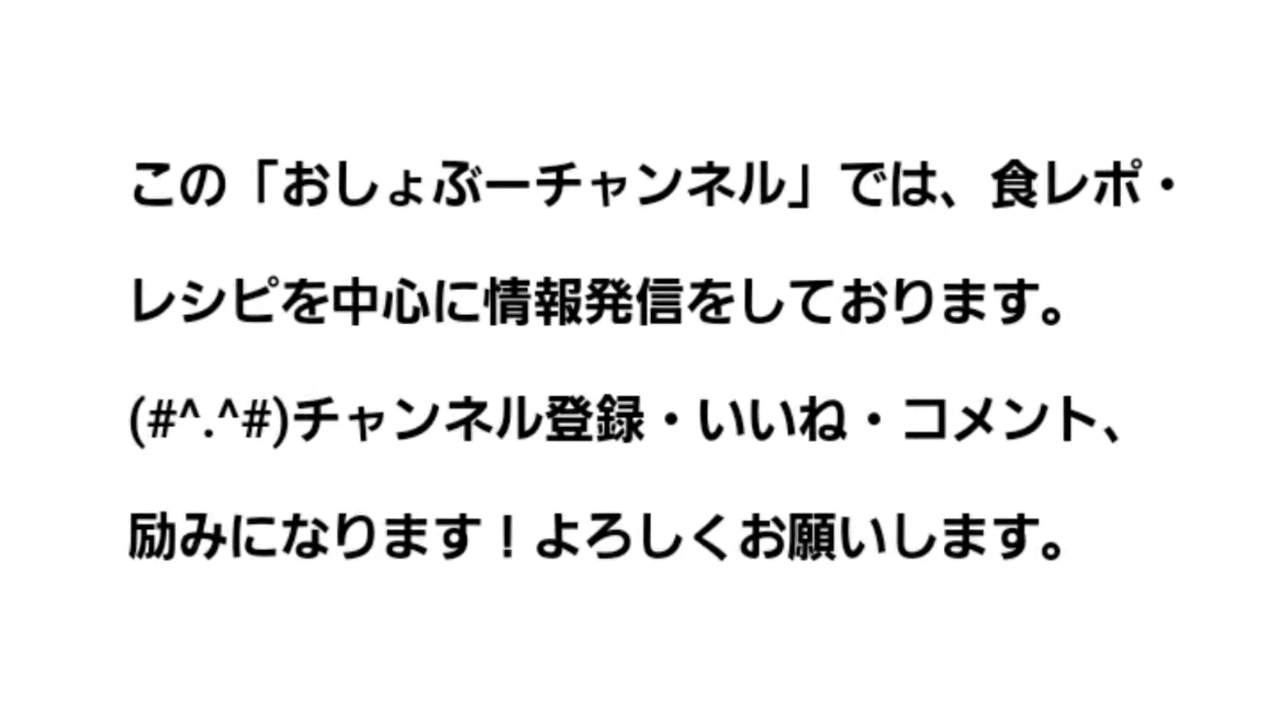 この「おしょぶーチャンネル」では、食レポ・
レシピを中心に情報発信をしております。
(#^.^#)チャンネル登録・いいね・コメント、
励みになります！よろしくお願いします。